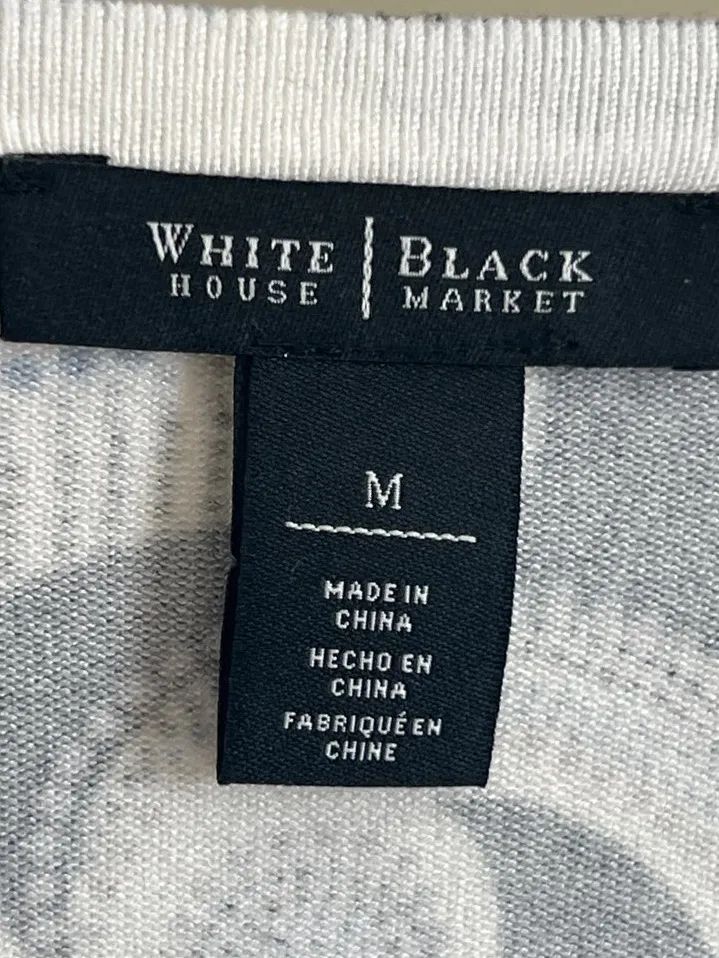 WHITE | BLACK
HOUSE | MARKET
M
MADE IN
CHINA
HECHO EN
CHINA
FABRIQUÉ EN
CHINE